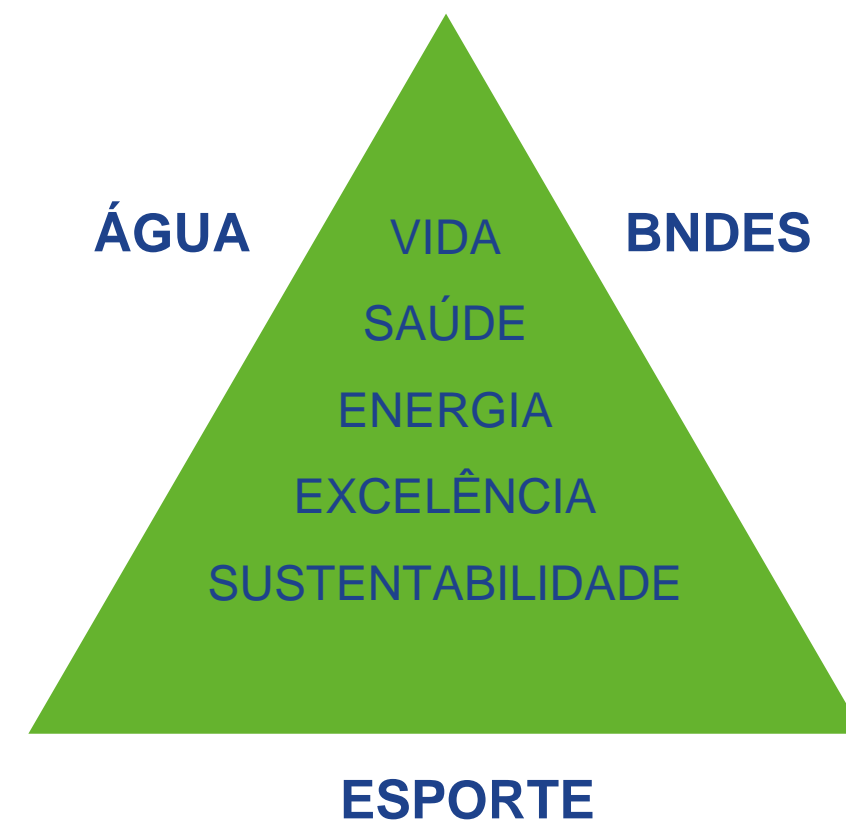 ÁGUA
BNDES
VIDA
SAÚDE
ENERGIA
EXCELÊNCIA
SUSTENTABILIDADE
ESPORTE